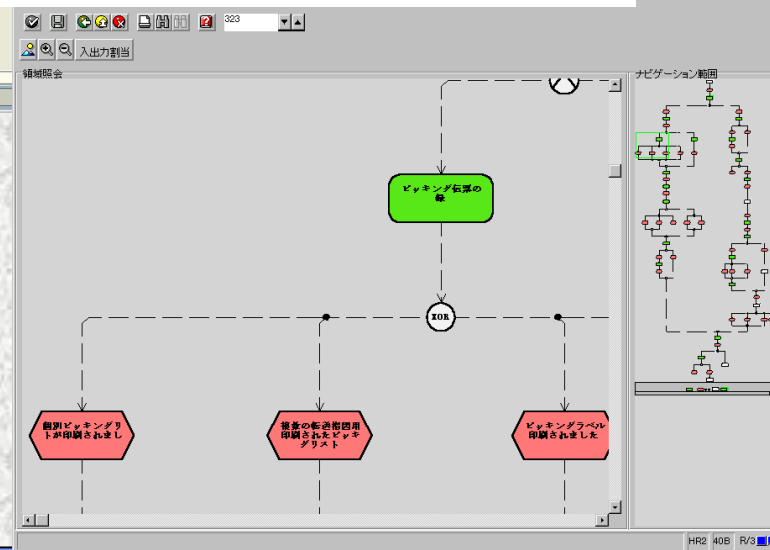 323
入出力割当
領域照会
ナビゲーション範囲
ピッキング伝票の
録
XOR
個別ピッキングリ
トが印刷されまし
複数の転送指図用
印刷されたピッキ
グリスト
ピッキングラベル
印刷されました
HR2 40B R/3